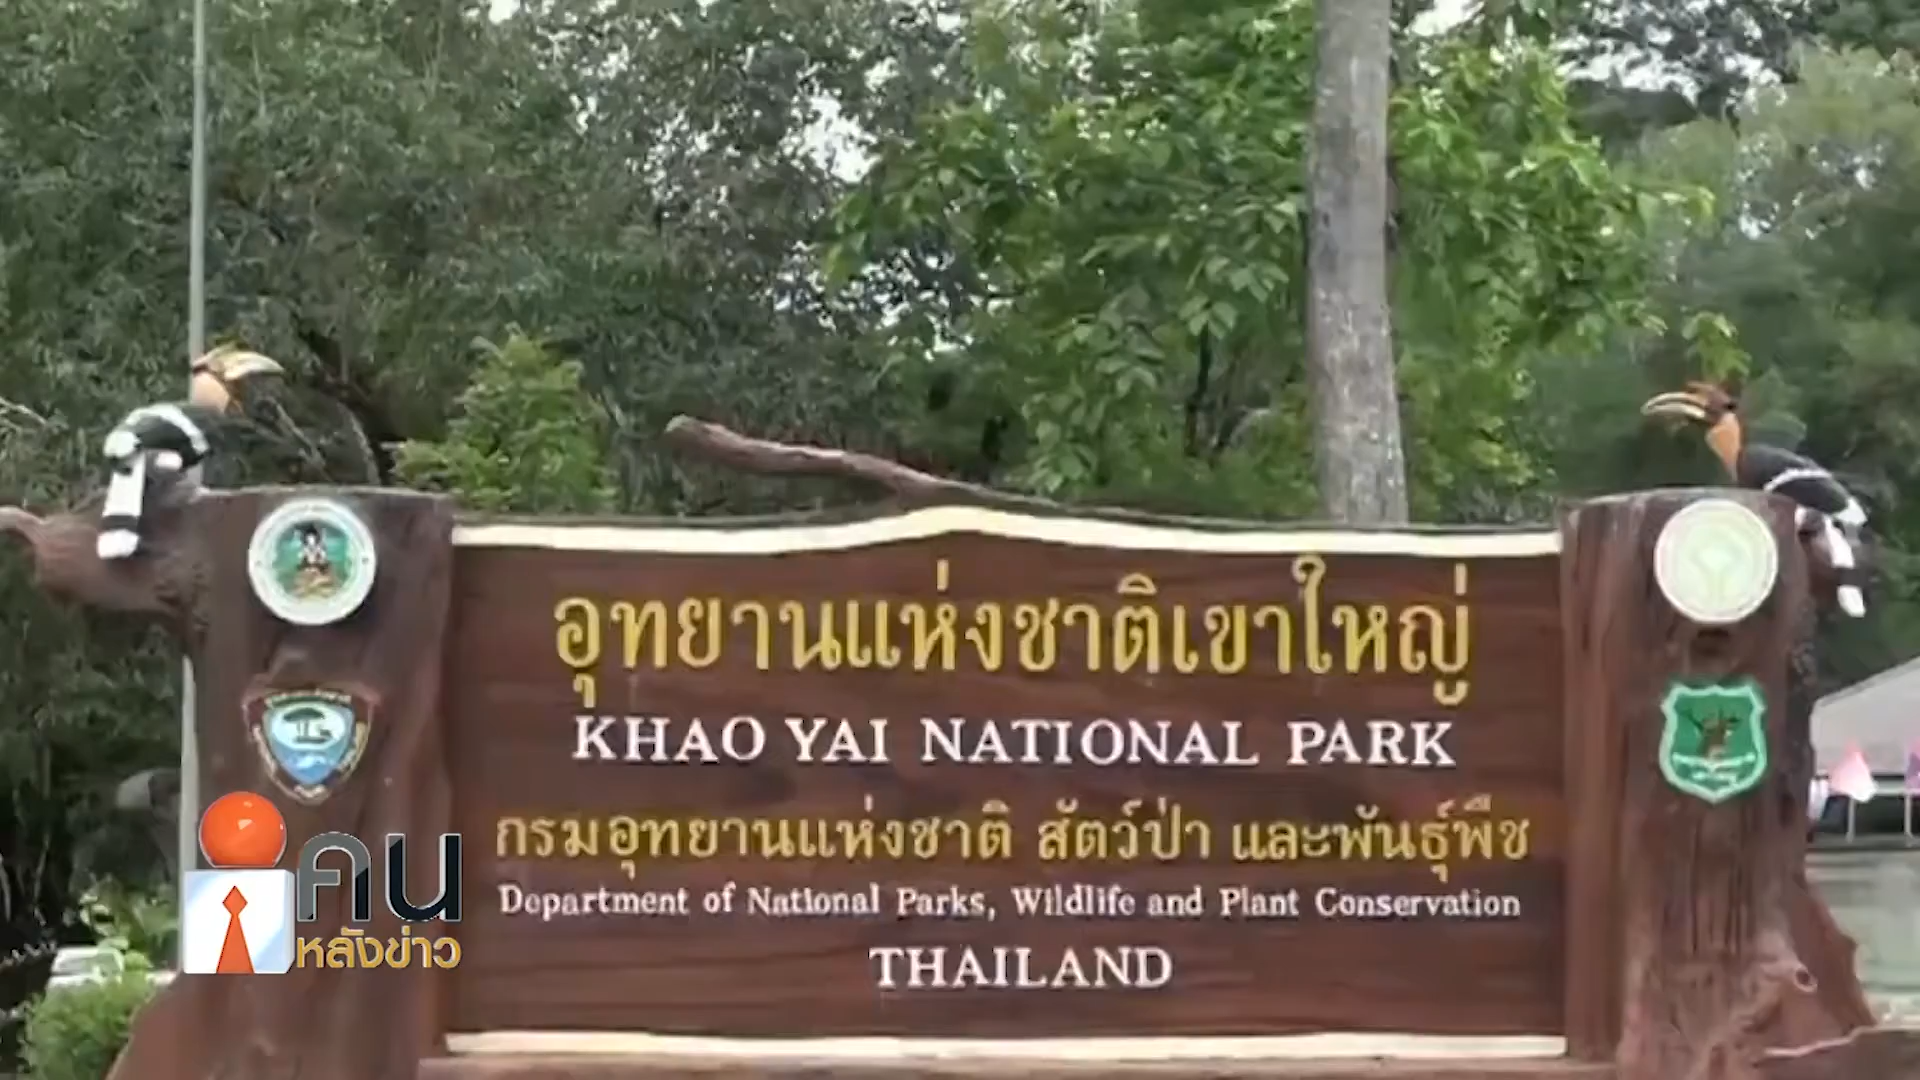 อุทยานแห่งชาติเขาใหญ่
KHAO YAI NATIONAL PARK
กรมอุทยานแห่งชาติ สัตว์ป่า และพันธุ์พืช
Department of National Parks, Wildlife and Plant Conservation
THAILAND
คน
หลังข่าว